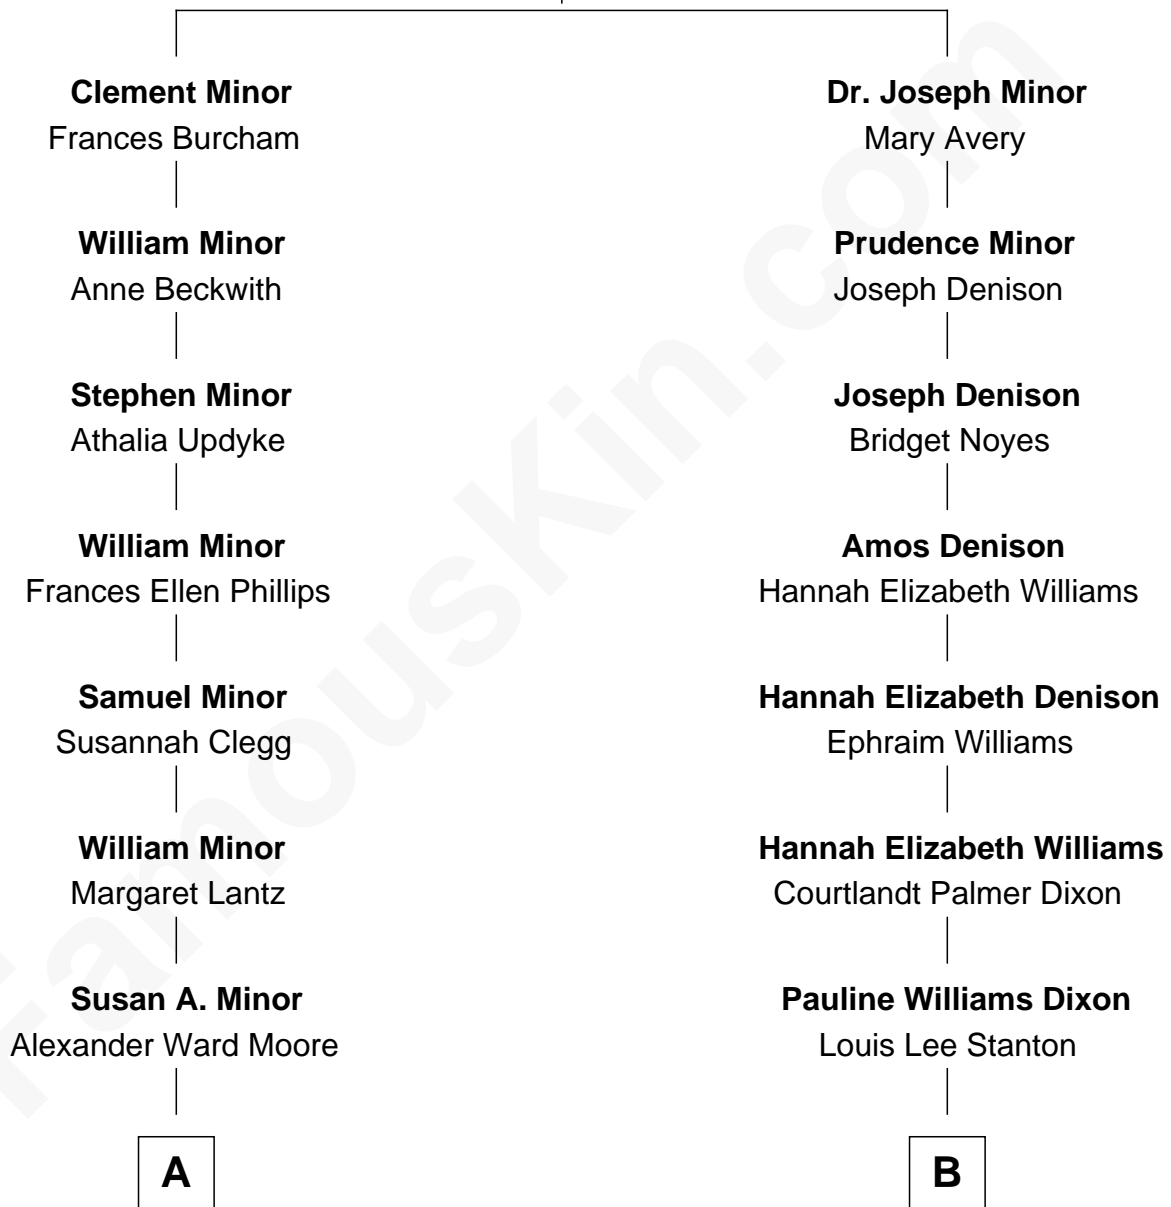 Clement Minor
Frances Burcham
William Minor
Anne Beckwith
Stephen Minor
Athalia Updyke
William Minor
Frances Ellen Phillips
Samuel Minor
Susannah Clegg
William Minor
Margaret Lantz
Susan A. Minor
Alexander Ward Moore
A
Dr. Joseph Minor
Mary Avery
Prudence Minor
Joseph Denison
Joseph Denison
Bridget Noyes
Amos Denison
Hannah Elizabeth Williams
Hannah Elizabeth Denison
Ephraim Williams
Hannah Elizabeth Williams
Courtlandt Palmer Dixon
Pauline Williams Dixon
Louis Lee Stanton
B
FamousKin.com